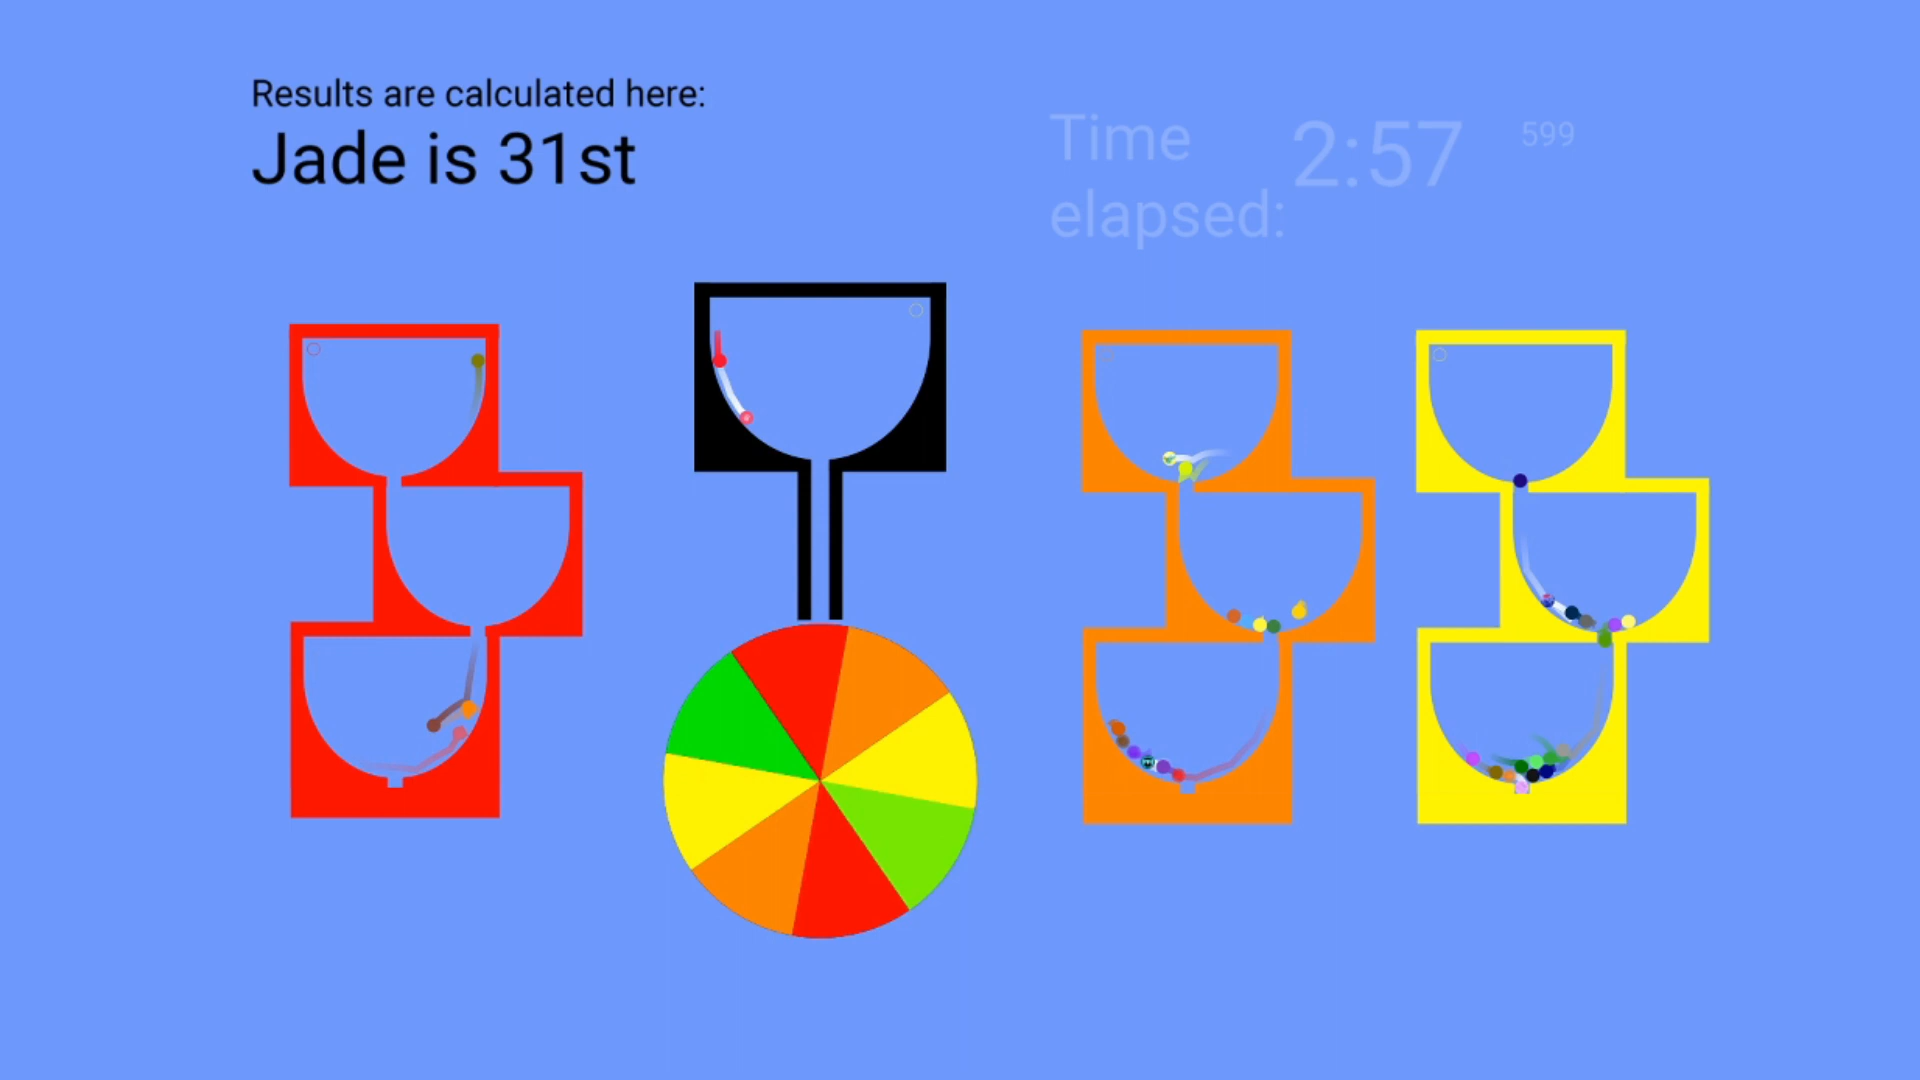 Results are calculated here:
Jade is 31st
Time
elapsed:
2:57
599